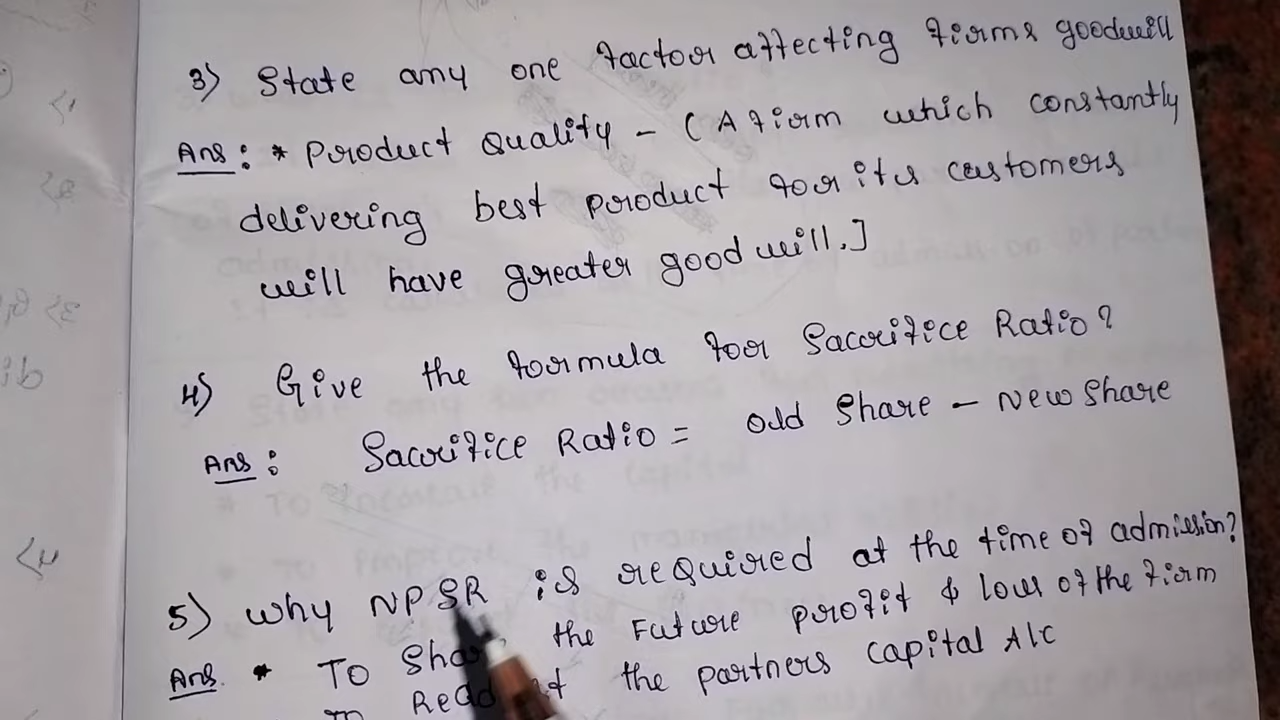 3) State any one factor affecting firms goodwill
Ans: * Product Quality - (A firm which constantly
delivering best product for its customers
will have greater good will.]
4) Give the formula for Sacrifice Ratio?
Ans: Sacrifice Ratio = old Share - New Share
5) Why NPSR is required at the time of admission?
Ans. * To the Future profit & loss of the firm
the partners capital A/c